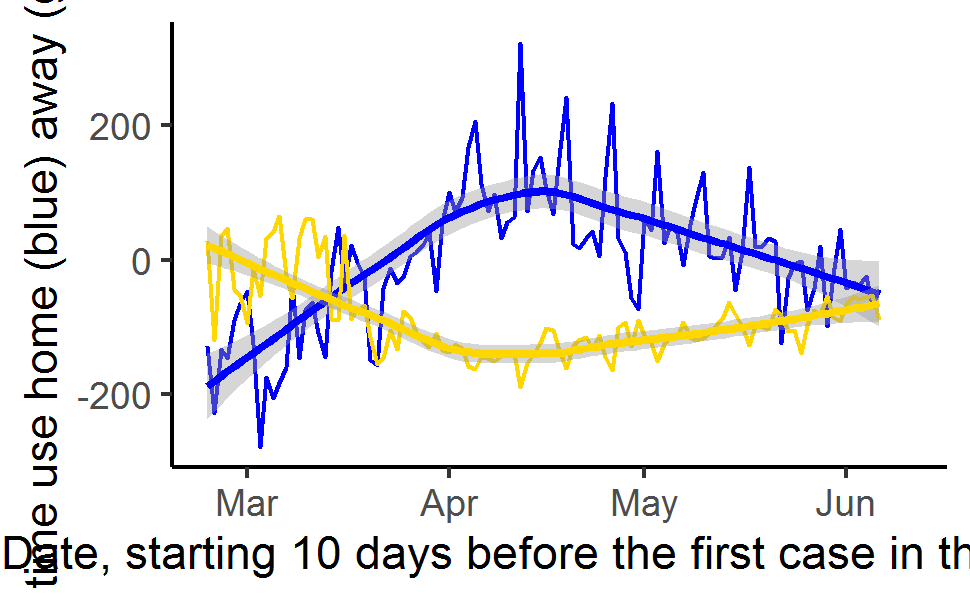 time use home (blue) away (
200
0
-200
Mar Apr May Jun
Date, starting 10 days before the first case in th